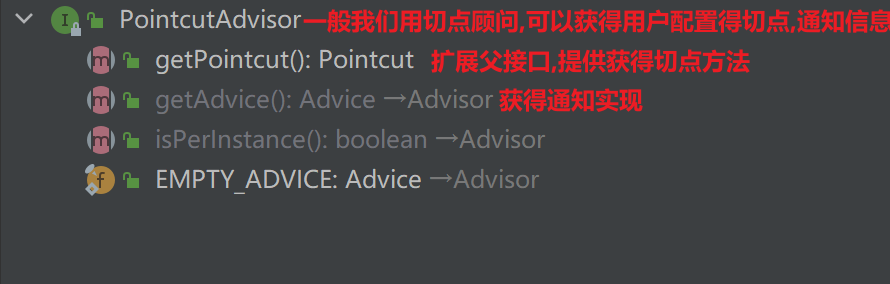 I PointcutAdvisor一般我们用切点顾问,可以获得用户配置得切点,通知信息
m getPointcut(): Pointcut 扩展父接口,提供获得切点方法
m getAdvice(): Advice →Advisor 获得通知实现
m isPerInstance(): boolean →Advisor
f EMPTY_ADVICE: Advice →Advisor